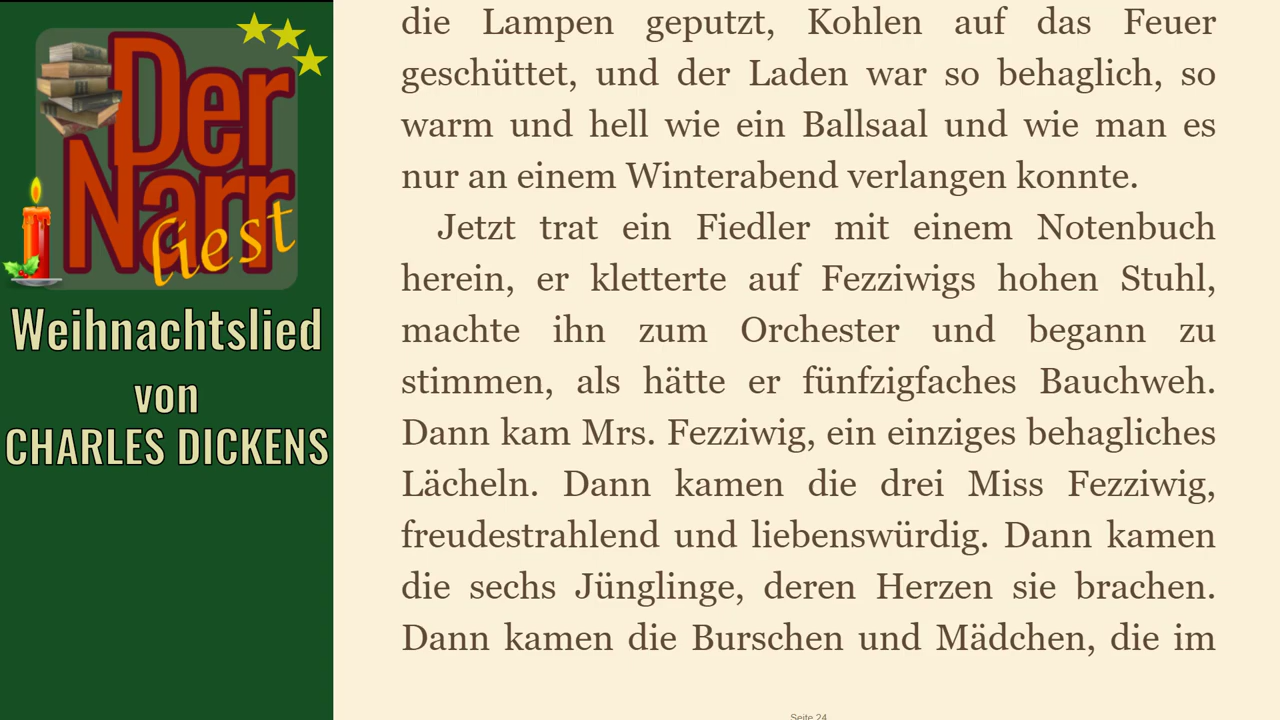 Der
Narr
liest
Weihnachtslied
von
CHARLES DICKENS
die Lampen geputzt, Kohlen auf das Feuer
geschüttet, und der Laden war so behaglich, so
warm und hell wie ein Ballsaal und wie man es
nur an einem Winterabend verlangen konnte.
Jetzt trat ein Fiedler mit einem Notenbuch
herein, er kletterte auf Fezziwigs hohen Stuhl,
machte ihn zum Orchester und begann zu
stimmen, als hätte er fünfzigfaches Bauchweh.
Dann kam Mrs. Fezziwig, ein einziges behagliches
Lächeln. Dann kamen die drei Miss Fezziwig,
freudestrahlend und liebenswürdig. Dann kamen
die sechs Jünglinge, deren Herzen sie brachen.
Dann kamen die Burschen und Mädchen, die im
Seite 24